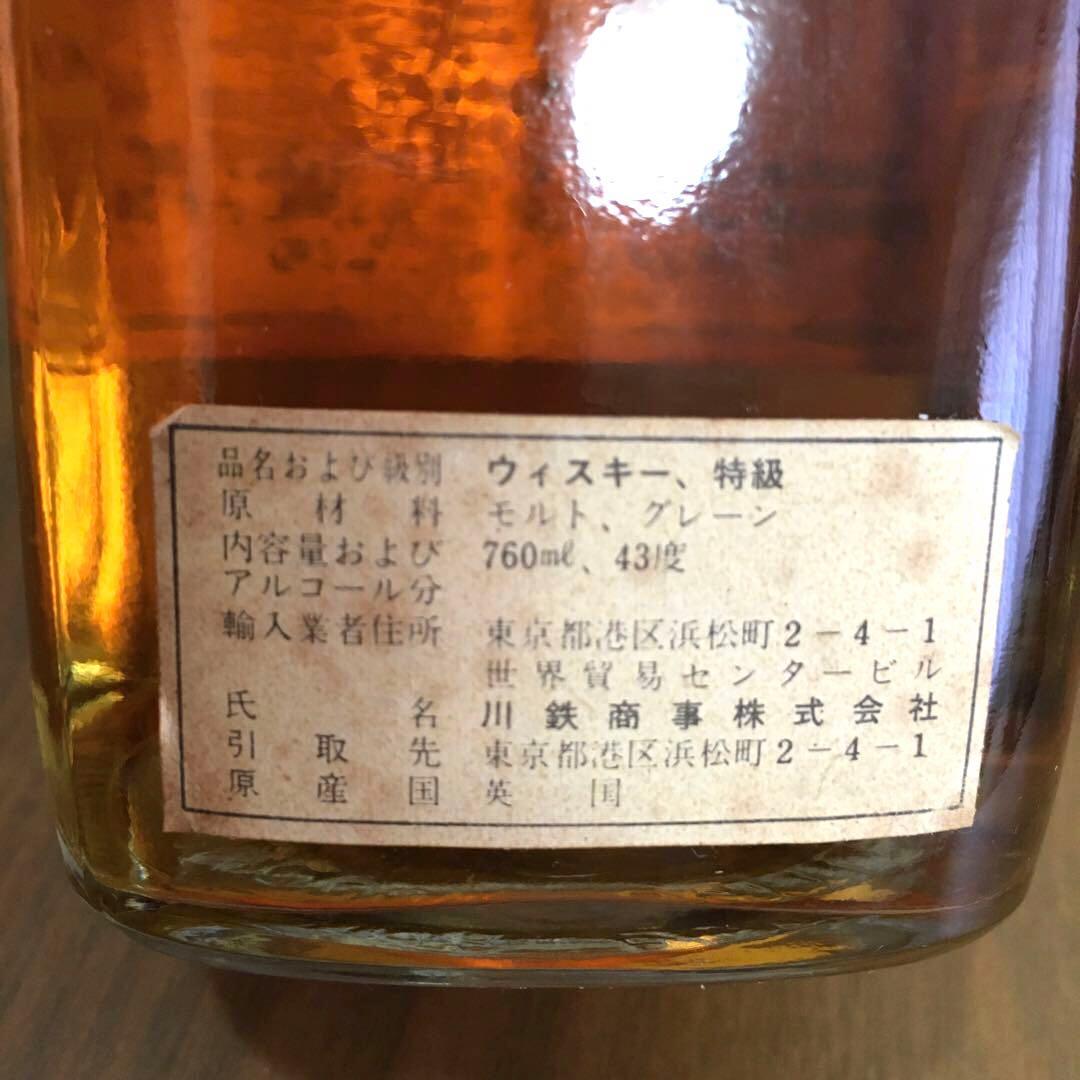 品名および級別 ウィスキー、特級
原材料 モルト、グレーン
内容量および 760ml、43度
アルコール分
輸入業者住所 東京都港区浜松町2-4-1
世界貿易センタービル
氏名 川鉄商事株式会社
引取先 東京都港区浜松町2-4-1
原産国 英国